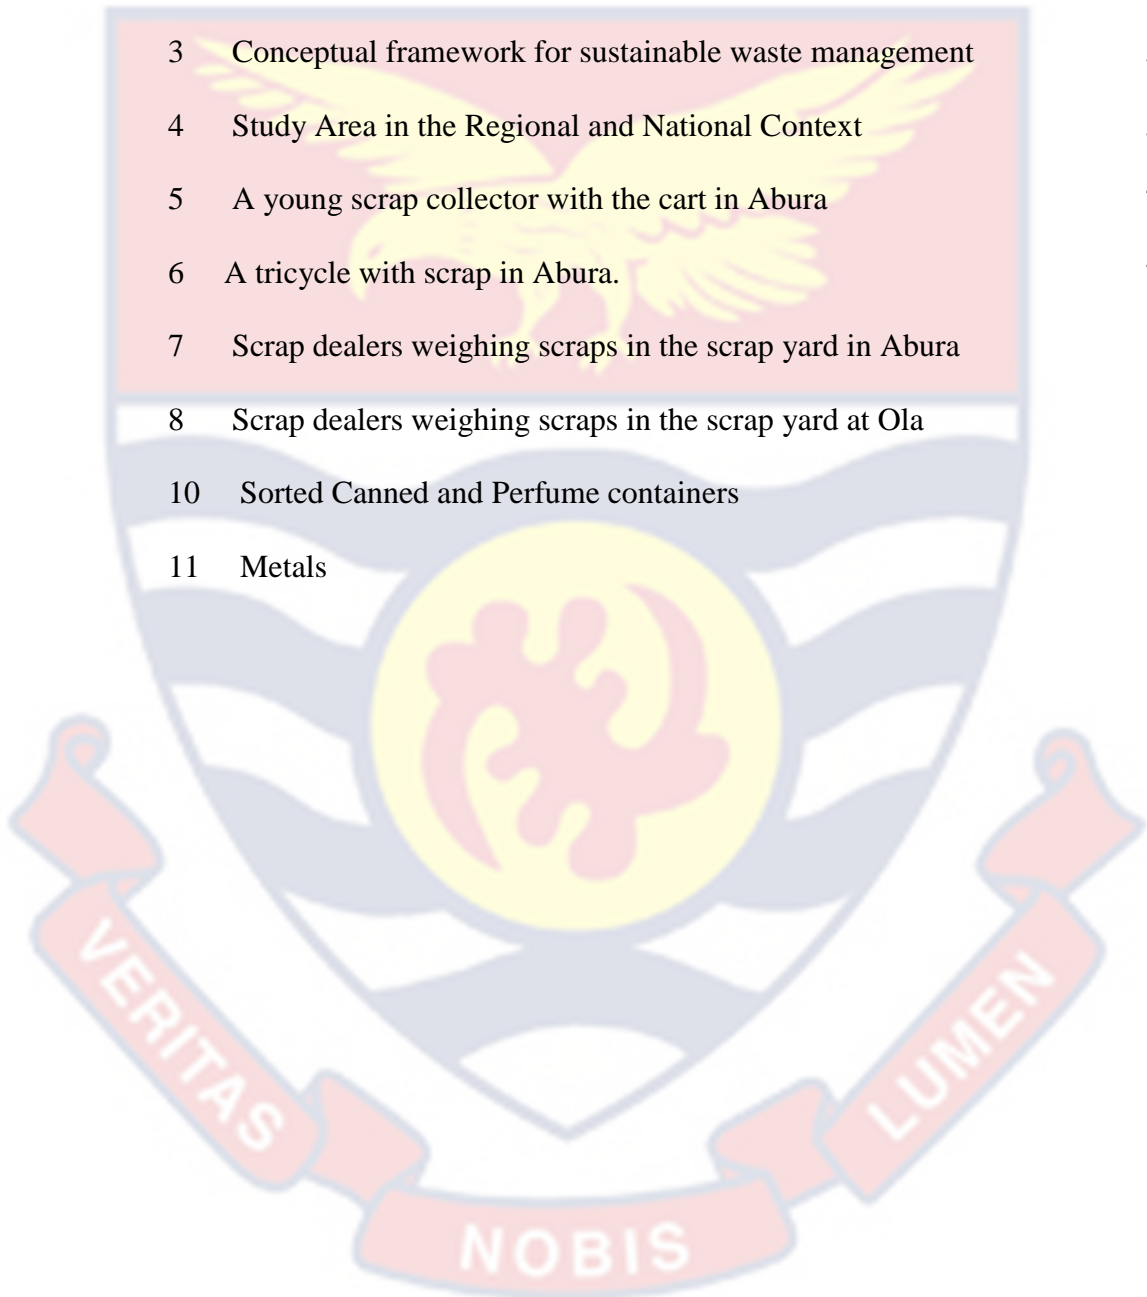 3 Conceptual framework for sustainable waste management
4 Study Area in the Regional and National Context
5 A young scrap collector with the cart in Abura
6 A tricycle with scrap in Abura.
7 Scrap dealers weighing scraps in the scrap yard in Abura
8 Scrap dealers weighing scraps in the scrap yard at Ola
10 Sorted Canned and Perfume containers
11 Metals
VERITAS
NOBIS
LUMEN